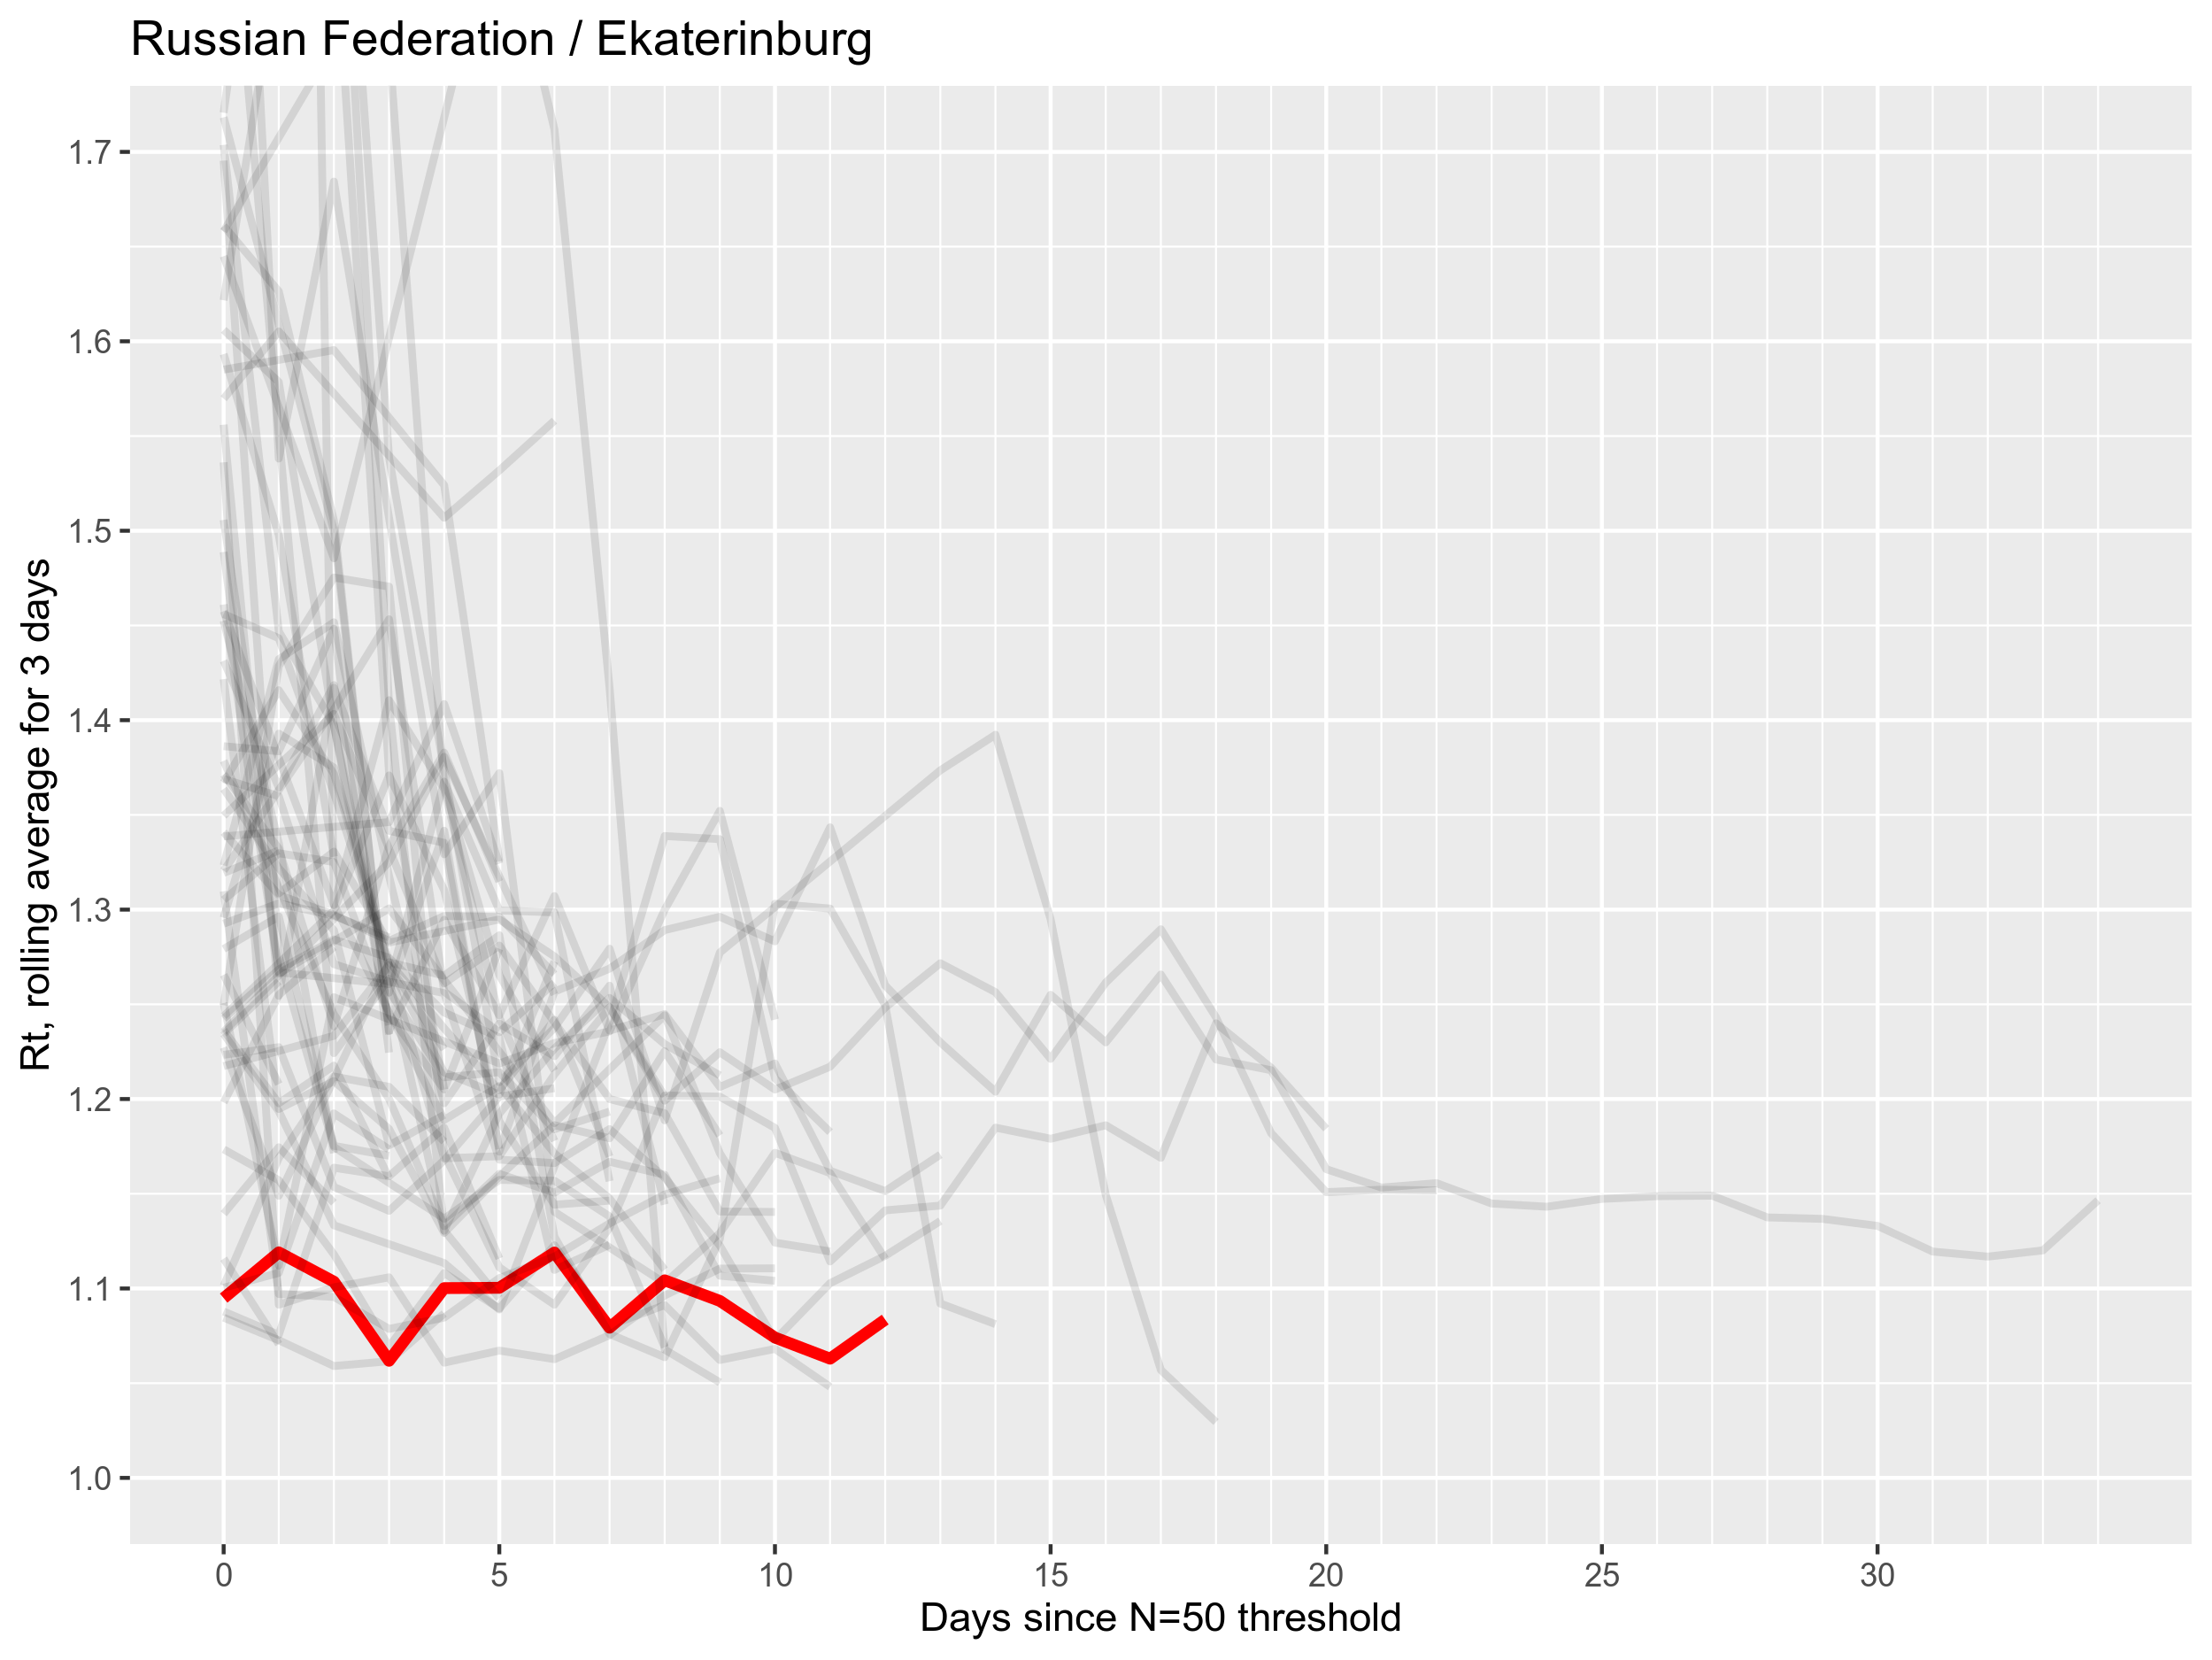 Russian Federation / Ekaterinburg
Rt, rolling average for 3 days
1.7
1.6
1.5
1.4
1.3
1.2
1.1
1.0
0 5 10 15 20 25 30
Days since N=50 threshold